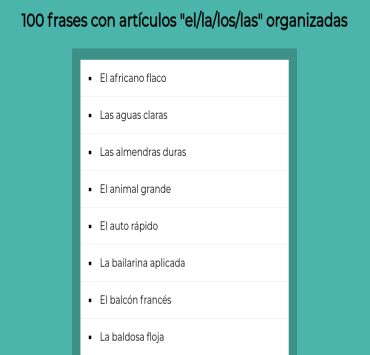 100 frases con artículos "el/la/los/las" organizadas
El africano flaco
Las aguas claras
Las almendras duras
El animal grande
El auto rápido
La bailarina aplicada
El balcón francés
La baldosa floja